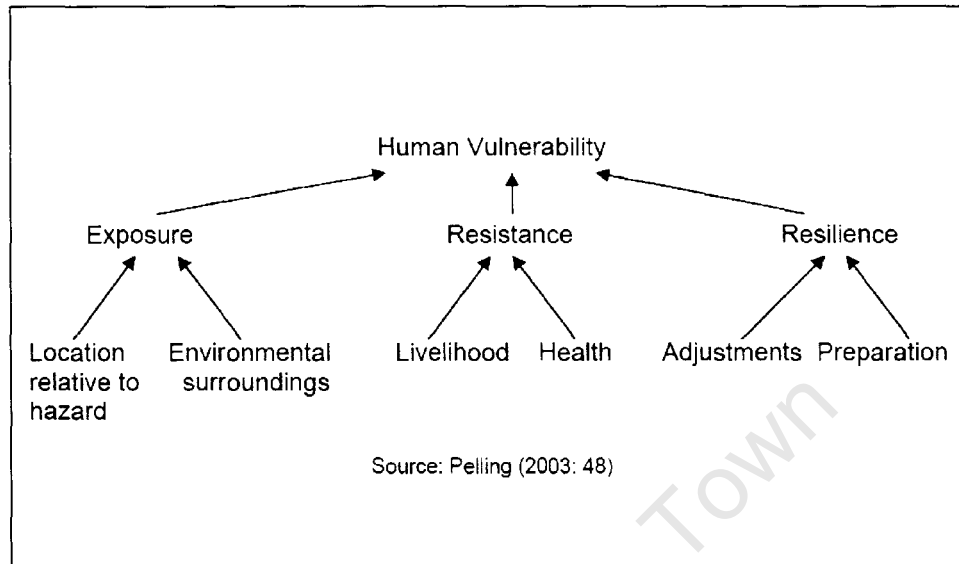 Human Vulnerability
Exposure Resistance Resilience
Location Environmental Livelihood Health Adjustments Preparation
relative to surroundings
hazard
Source: Pelling (2003: 48)
Town